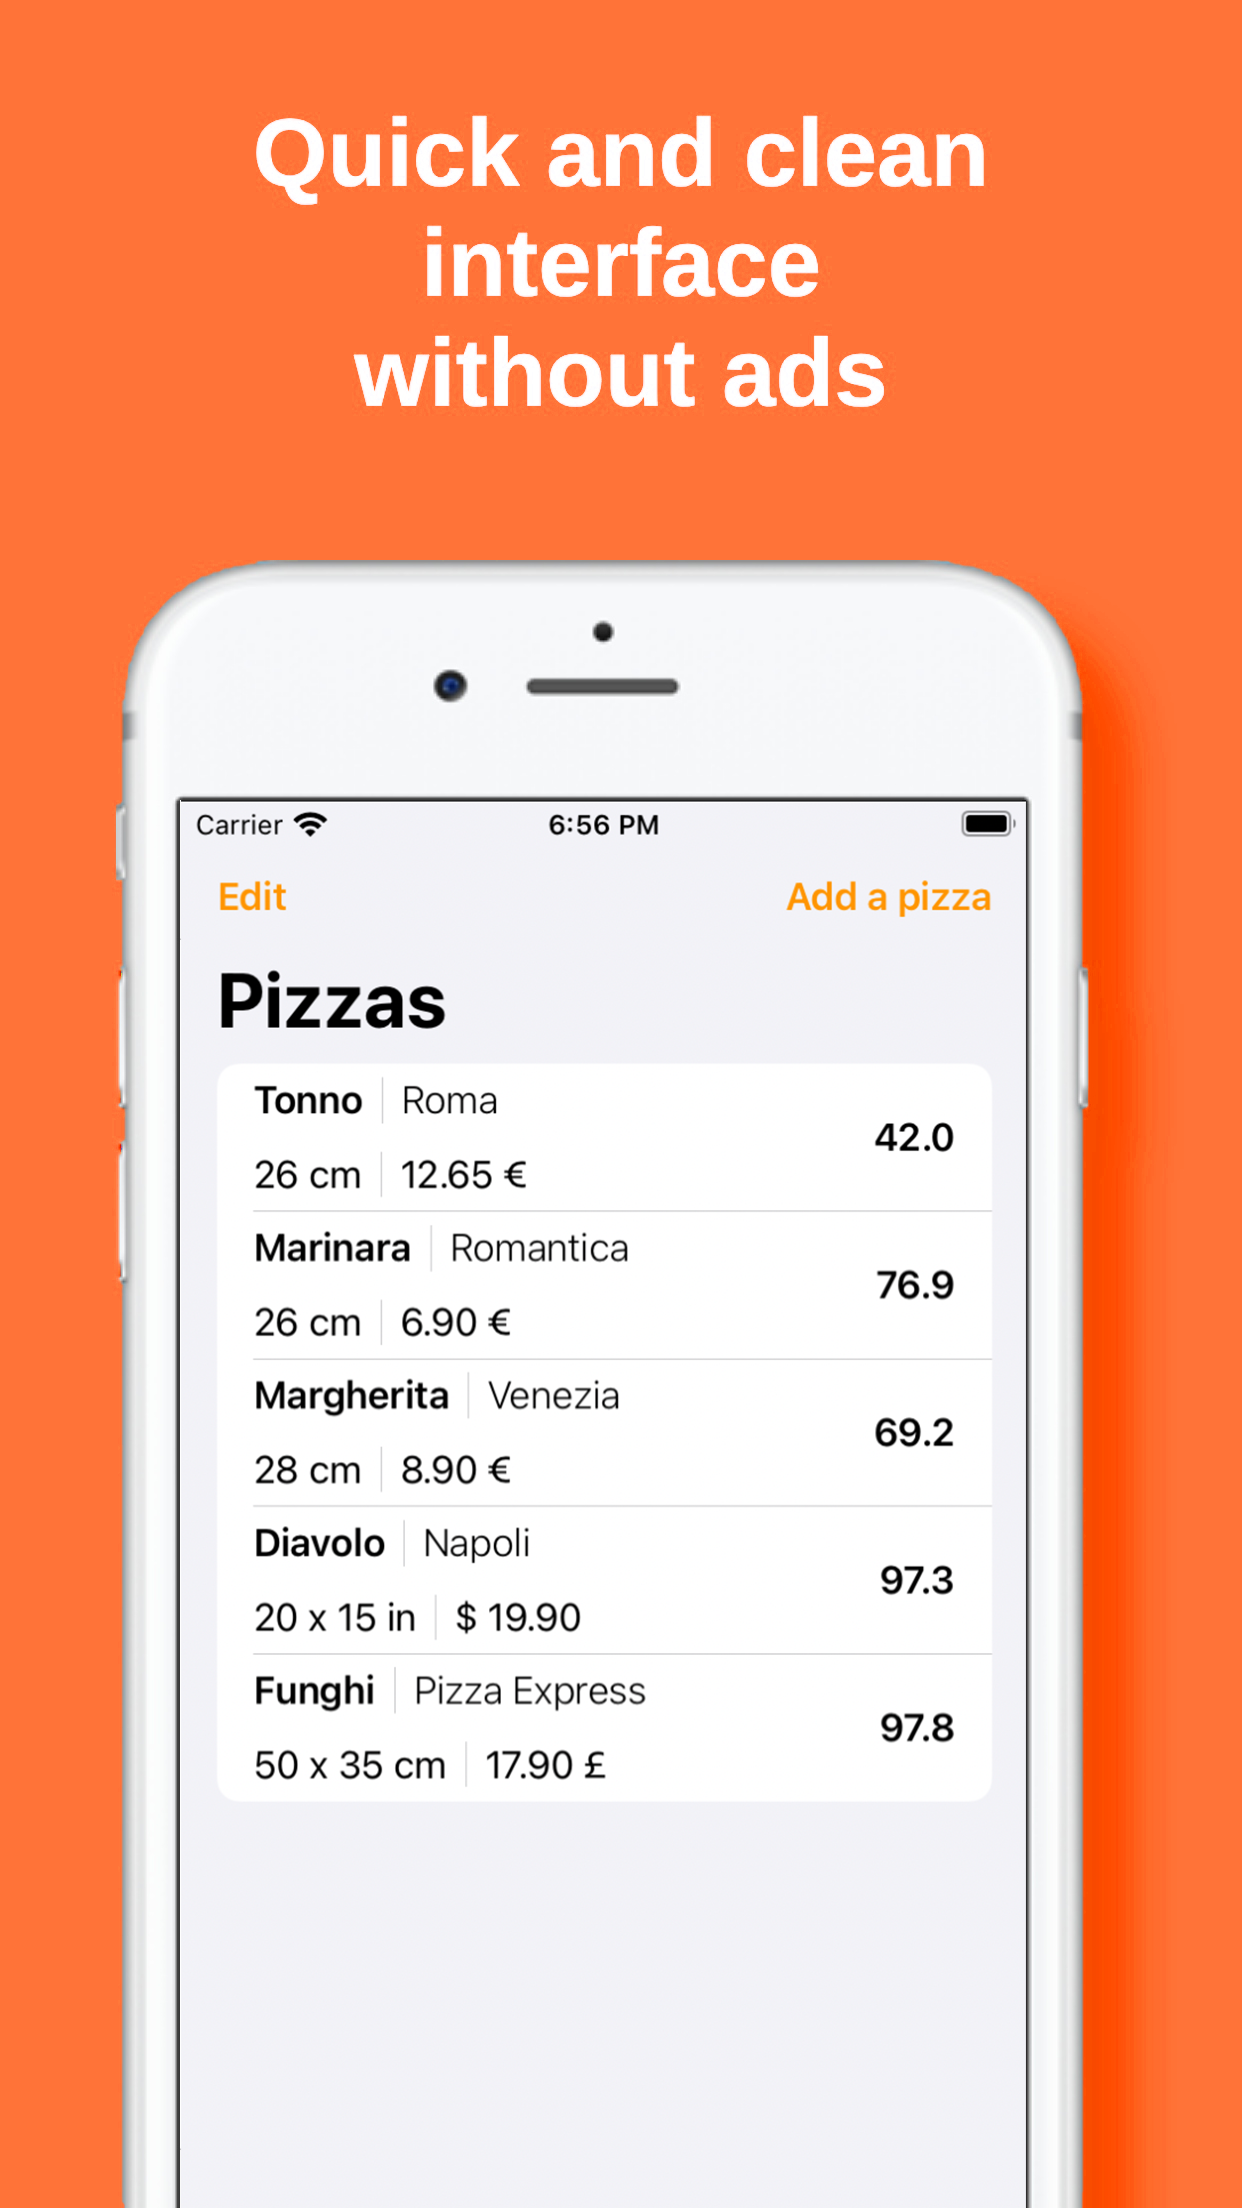 Quick and clean
interface
without ads
Carrier 6:56 PM
Edit Add a pizza
Pizzas
Tonno Roma
42.0
26 cm 12.65 €
Marinara Romantica
76.9
26 cm 6.90 €
Margherita Venezia
69.2
28 cm 8.90 €
Diavolo Napoli
97.3
20 x 15 in $ 19.90
Funghi Pizza Express
97.8
50 x 35 cm 17.90 £